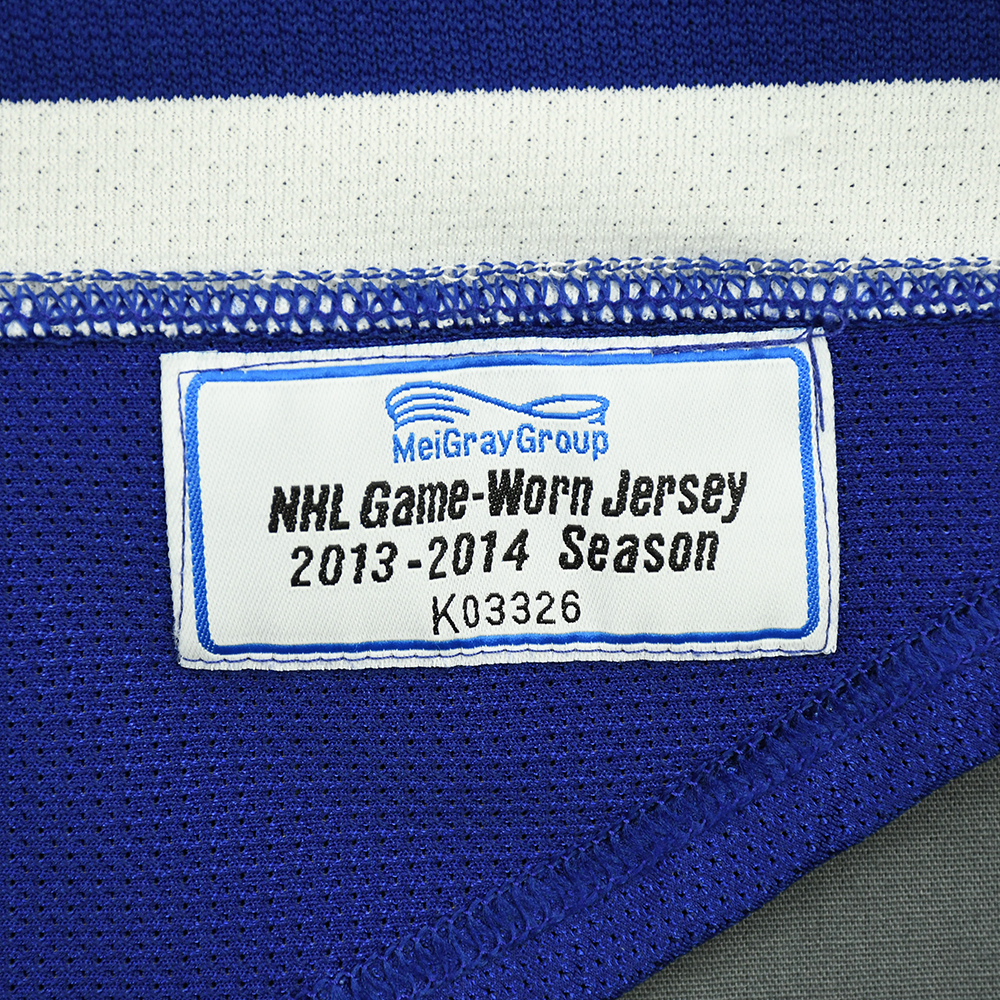 MeiGrayGroup
NHL Game-Worn Jersey
2013-2014 Season
K03326